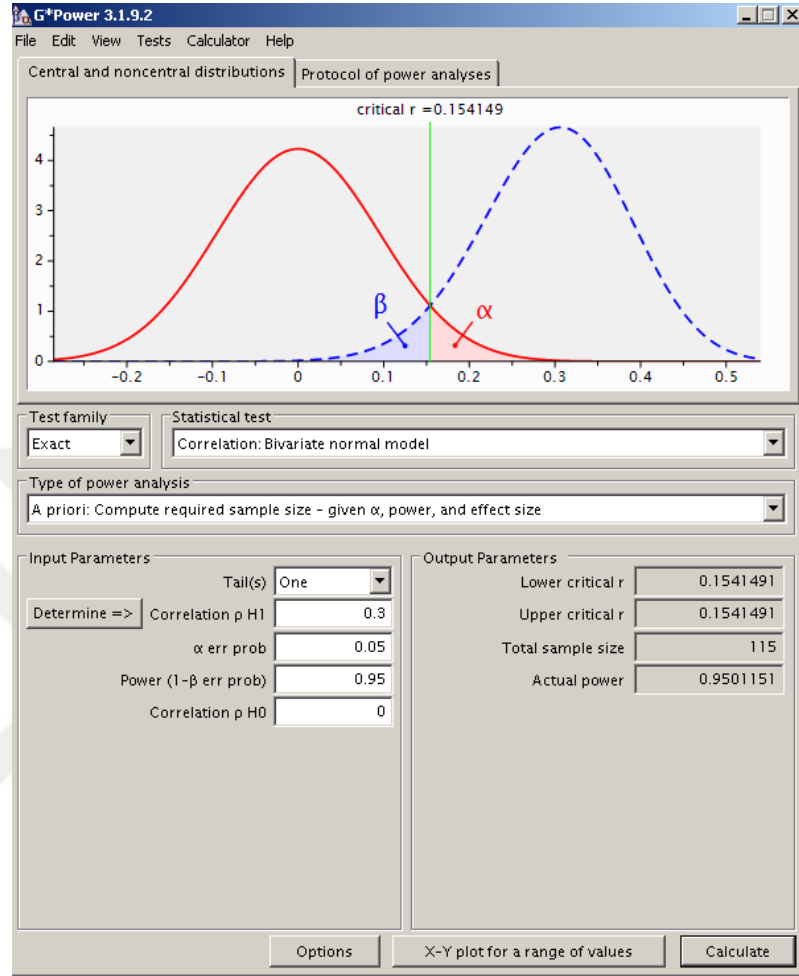 G*Power 3.1.9.2
File Edit View Tests Calculator Help
Central and noncentral distributions Protocol of power analyses
critical r =0.154149
4
3
2
1
0
β α
-0.2 -0.1 0 0.1 0.2 0.3 0.4 0.5
Test family Statistical test
Exact Correlation: Bivariate normal model
Type of power analysis
A priori: Compute required sample size - given α, power, and effect size
Input Parameters
Tail(s) One
Determine => Correlation ρ H1 0.3
α err prob 0.05
Power (1-β err prob) 0.95
Correlation ρ H0 0
Output Parameters
Lower critical r 0.1541491
Upper critical r 0.1541491
Total sample size 115
Actual power 0.9501151
Options X-Y plot for a range of values Calculate